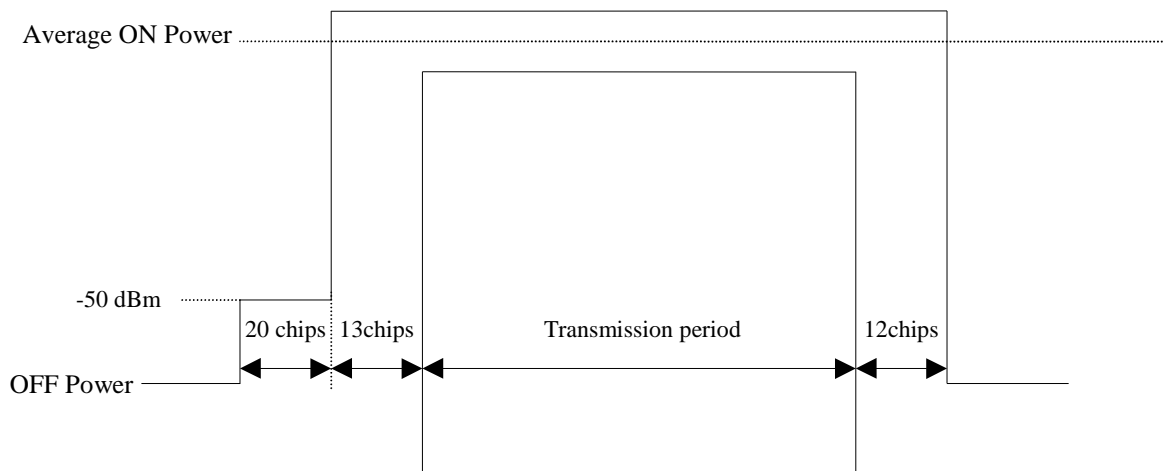 Average ON Power
-50 dBm
20 chips 13chips Transmission period 12chips
OFF Power